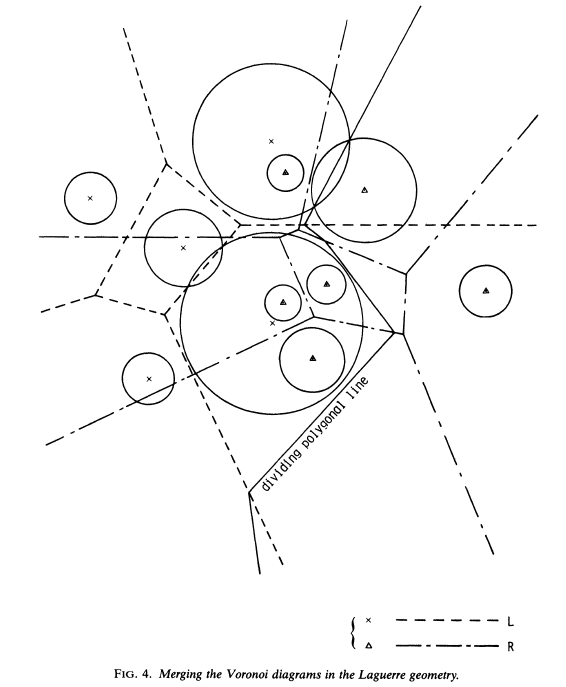 dividing polygonal line
L
R
FIG. 4. Merging the Voronoi diagrams in the Laguerre geometry.